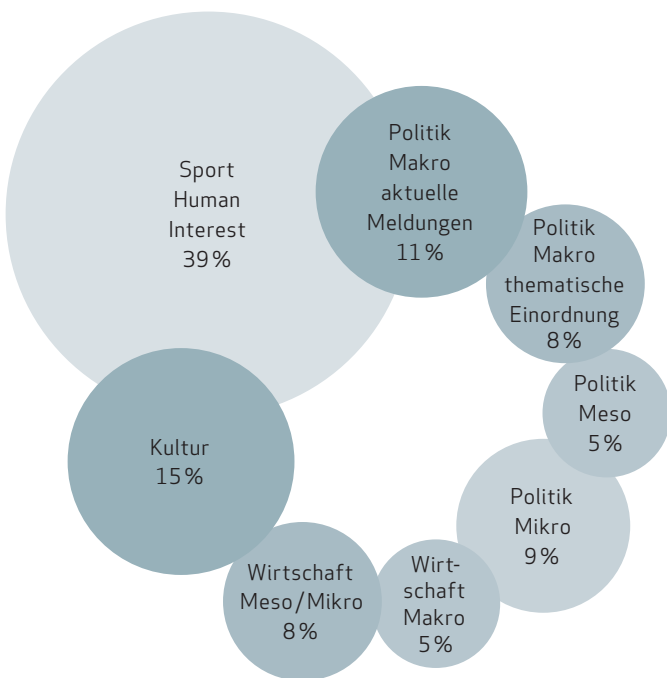 Sport
Human
Interest
39 %
Politik
Makro
aktuelle
Meldungen
11 %
Politik
Makro
thematische
Einordnung
8 %
Politik
Meso
5 %
Politik
Mikro
9 %
Wirt-
schaft
Makro
5 %
Wirtschaft
Meso / Mikro
8 %
Kultur
15 %